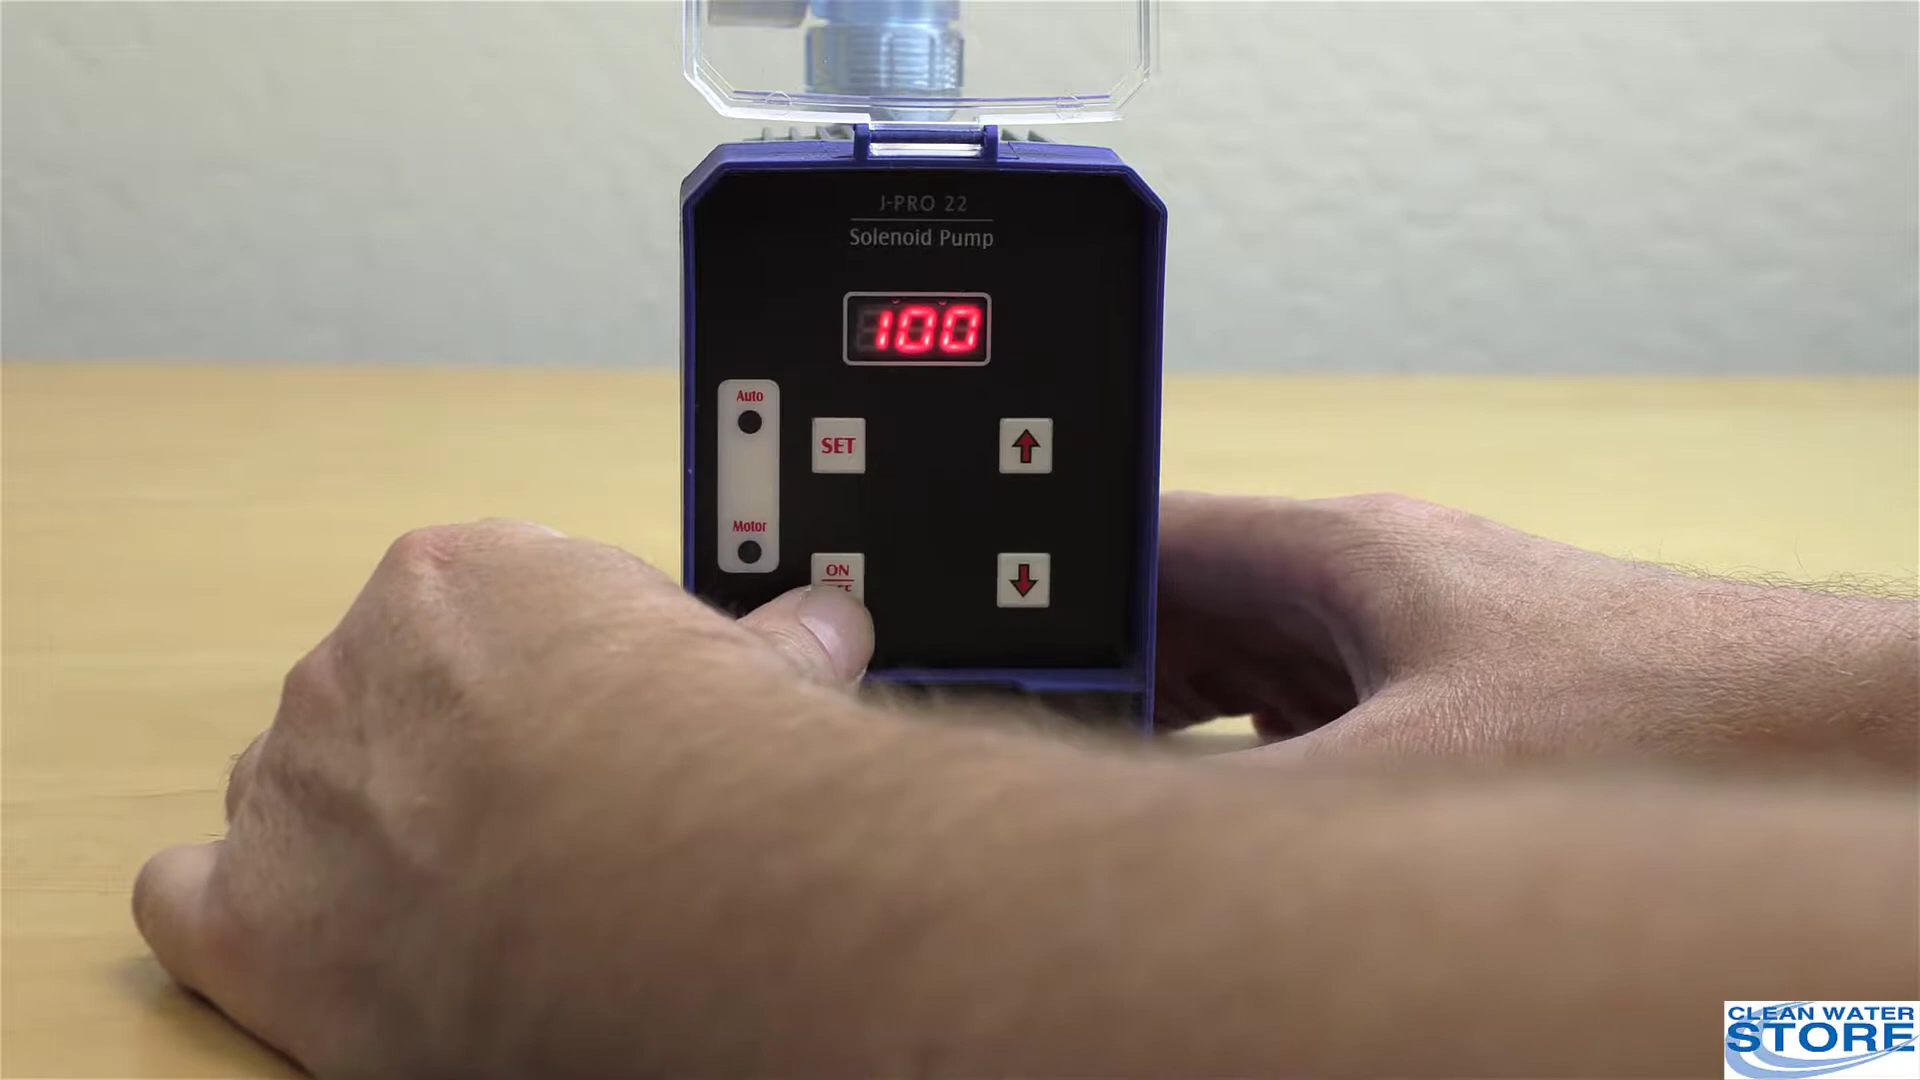 J-PRO 22
Solenoid Pump
100
Auto
SET
Motor
ON
CLEAN WATER
STORE